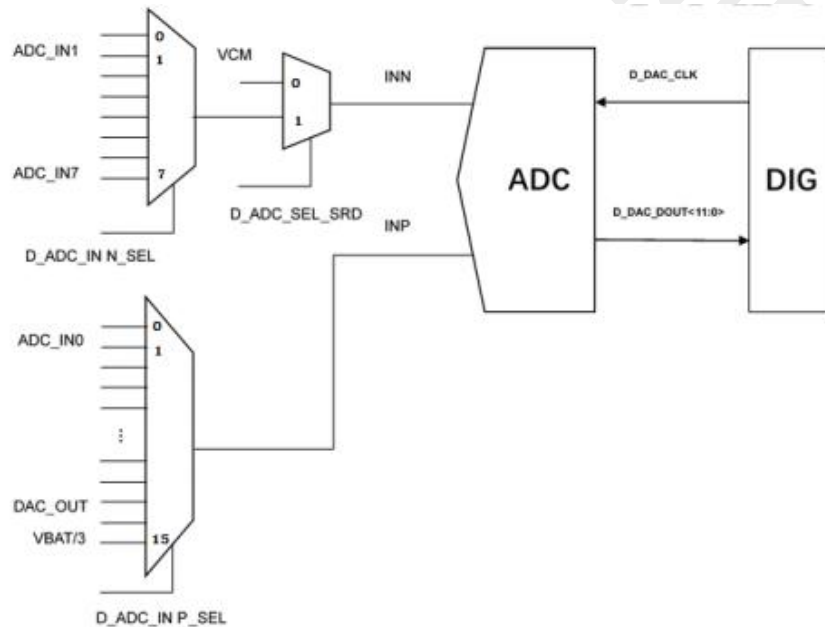 0
ADC_IN1
1
VCM
0
INN
D_DAC_CLK
1
ADC
DIG
ADC_IN7
7
D_ADC_SEL_SRD
D_DAC_DOUT<11:0>
INP
D_ADC_IN N_SEL
0
ADC_IN0
1
...
DAC_OUT
VBAT/3
15
D_ADC_IN P_SEL